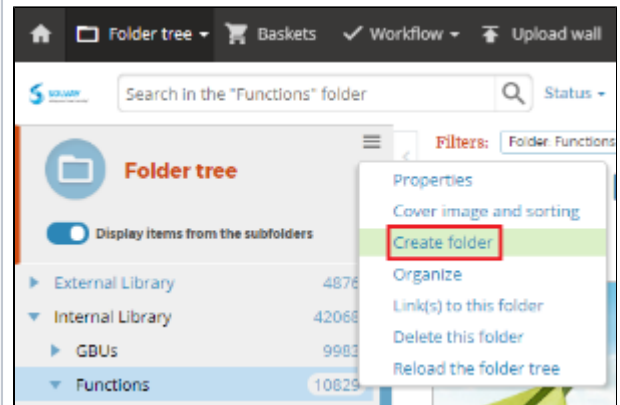 Folder tree Baskets Workflow Upload wall
SOLVAY Search in the "Functions" folder Status
Filters: Folder: Functions
Folder tree
Display items from the subfolders
Properties
Cover image and sorting
Create folder
Organize
Link(s) to this folder
Delete this folder
Reload the folder tree
External Library 4876
Internal Library 42068
GBUs 9983
Functions 10829